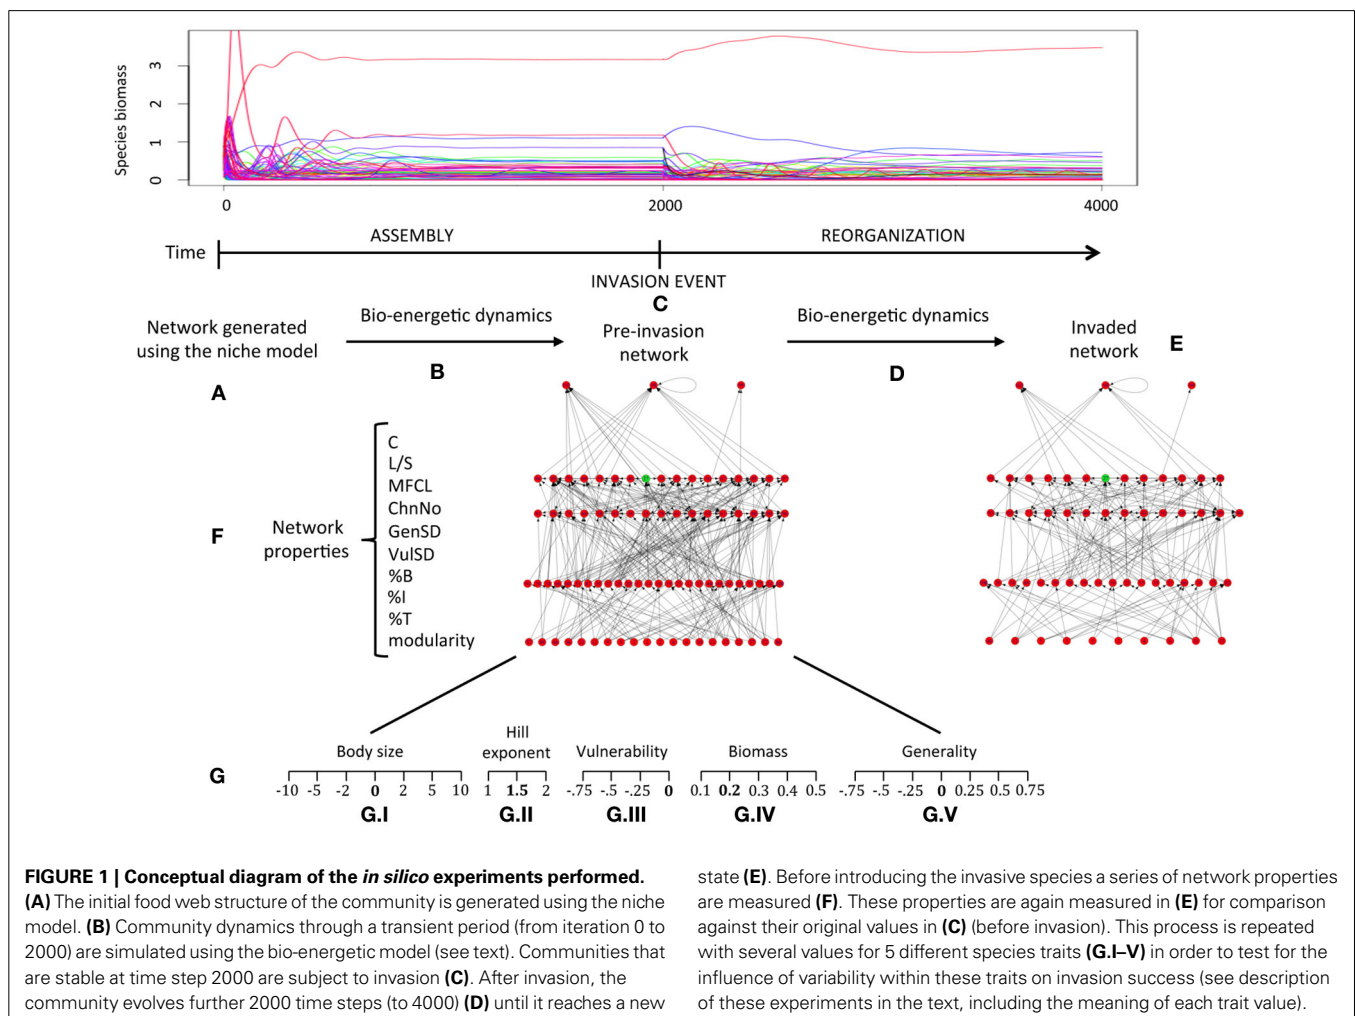 3
2
1
0
Species biomass
0 2000 4000
ASSEMBLY REORGANIZATION
Time
INVASION EVENT
C
Network generated
using the niche model
A
Bio-energetic dynamics
B
Pre-invasion
network
Bio-energetic dynamics
D
Invaded
network
E
F
Network
properties
C
L/S
MFCL
ChnNo
GenSD
VulSD
%B
%I
%T
modularity
G
Body size
-10 -5 -2 0 2 5 10
G.I
Hill
exponent
1 1.5 2
G.II
Vulnerability
-.75 -.5 -.25 0
G.III
Biomass
0.1 0.2 0.3 0.4 0.5
G.IV
Generality
-.75 -.5 -.25 0 0.25 0.5 0.75
G.V
FIGURE 1 | Conceptual diagram of the in silico experiments performed.
(A) The initial food web structure of the community is generated using the niche
model. (B) Community dynamics through a transient period (from iteration 0 to
2000) are simulated using the bio-energetic model (see text). Communities that
are stable at time step 2000 are subject to invasion (C). After invasion, the
community evolves further 2000 time steps (to 4000) (D) until it reaches a new
state (E). Before introducing the invasive species a series of network properties
are measured (F). These properties are again measured in (E) for comparison
against their original values in (C) (before invasion). This process is repeated
with several values for 5 different species traits (G.I–V) in order to test for the
influence of variability within these traits on invasion success (see description
of these experiments in the text, including the meaning of each trait value).